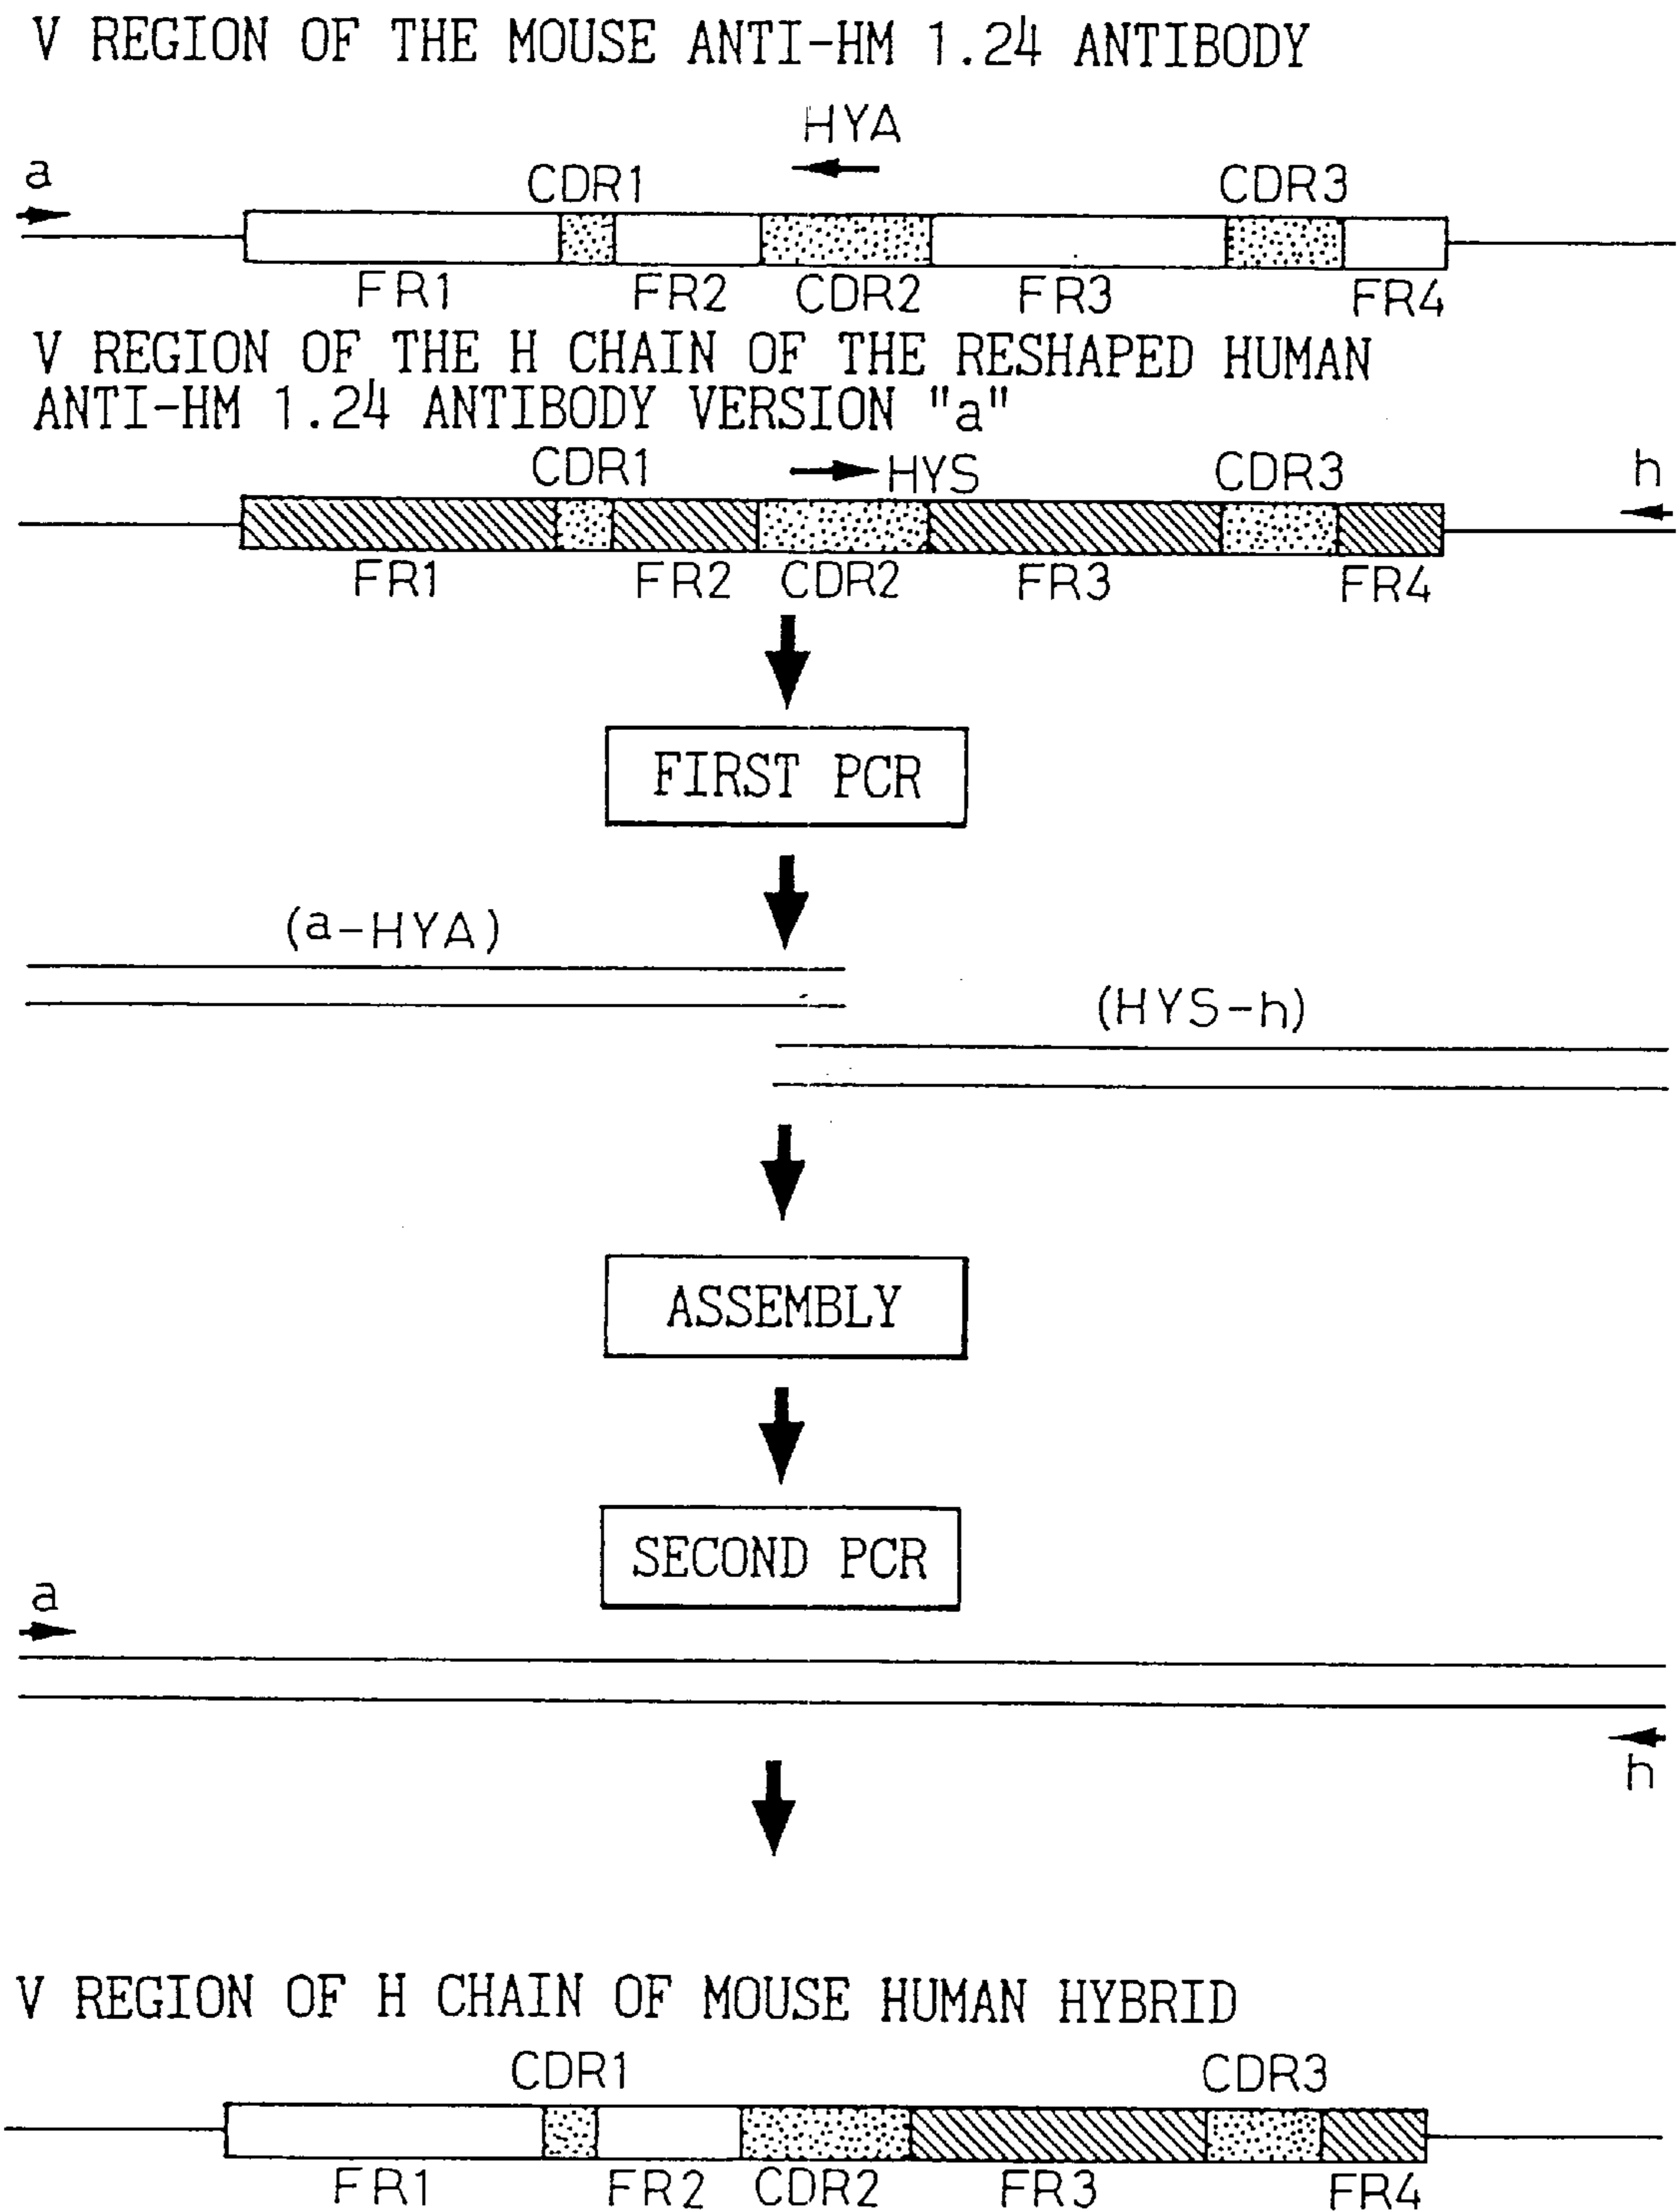 V REGION OF THE MOUSE ANTI-HM 1.24 ANTIBODY
HYA
a
CDR1
CDR3
FR1
FR2
CDR2
FR3
FR4
V REGION OF THE H CHAIN OF THE RESHAPED HUMAN
ANTI-HM 1.24 ANTIBODY VERSION "a"
CDR1
HYS
CDR3
h
FR1
FR2
CDR2
FR3
FR4
FIRST PCR
(a-HYA)
(HYS-h)
ASSEMBLY
SECOND PCR
a
h
V REGION OF H CHAIN OF MOUSE HUMAN HYBRID
CDR1
CDR3
FR1
FR2
CDR2
FR3
FR4